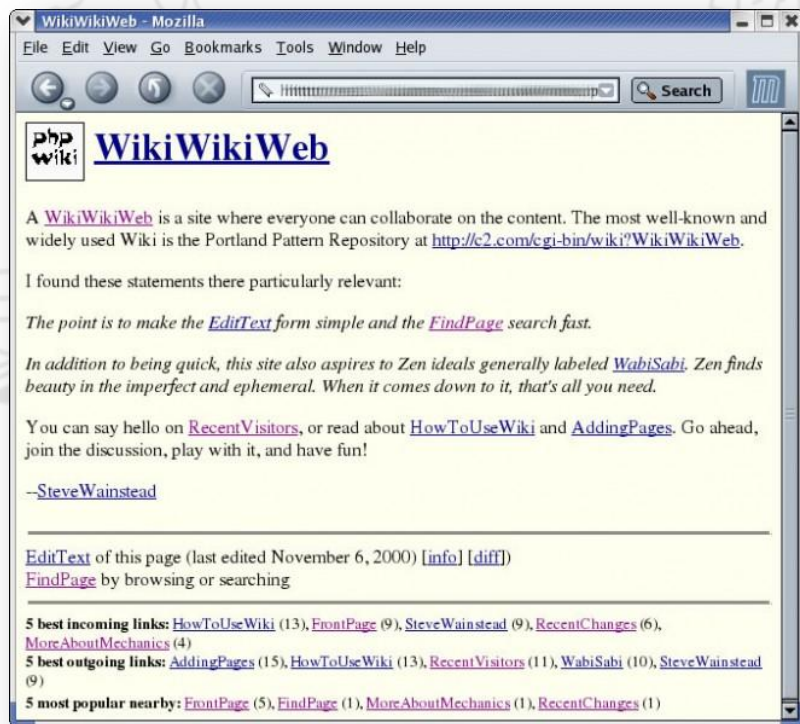 WikiWikiWeb - Mozilla
File Edit View Go Bookmarks Tools Window Help
Search
php
wiki
WikiWikiWeb
A WikiWikiWeb is a site where everyone can collaborate on the content. The most well-known and
widely used Wiki is the Portland Pattern Repository at http://c2.com/cgi-bin/wiki?WikiWikiWeb.
I found these statements there particularly relevant:
The point is to make the EditText form simple and the FindPage search fast.
In addition to being quick, this site also aspires to Zen ideals generally labeled WabiSabi. Zen finds
beauty in the imperfect and ephemeral. When it comes down to it, that's all you need.
You can say hello on RecentVisitors, or read about HowToUseWiki and AddingPages. Go ahead,
join the discussion, play with it, and have fun!
--SteveWainstead
EditText of this page (last edited November 6, 2000) [info] [diff])
FindPage by browsing or searching
5 best incoming links: HowToUseWiki (13), FrontPage (9), SteveWainstead (9), RecentChanges (6),
MoreAboutMechanics (4)
5 best outgoing links: AddingPages (15), HowToUseWiki (13), RecentVisitors (11), WabiSabi (10), SteveWainstead
(9)
5 most popular nearby: FrontPage (5), FindPage (1), MoreAboutMechanics (1), RecentChanges (1)